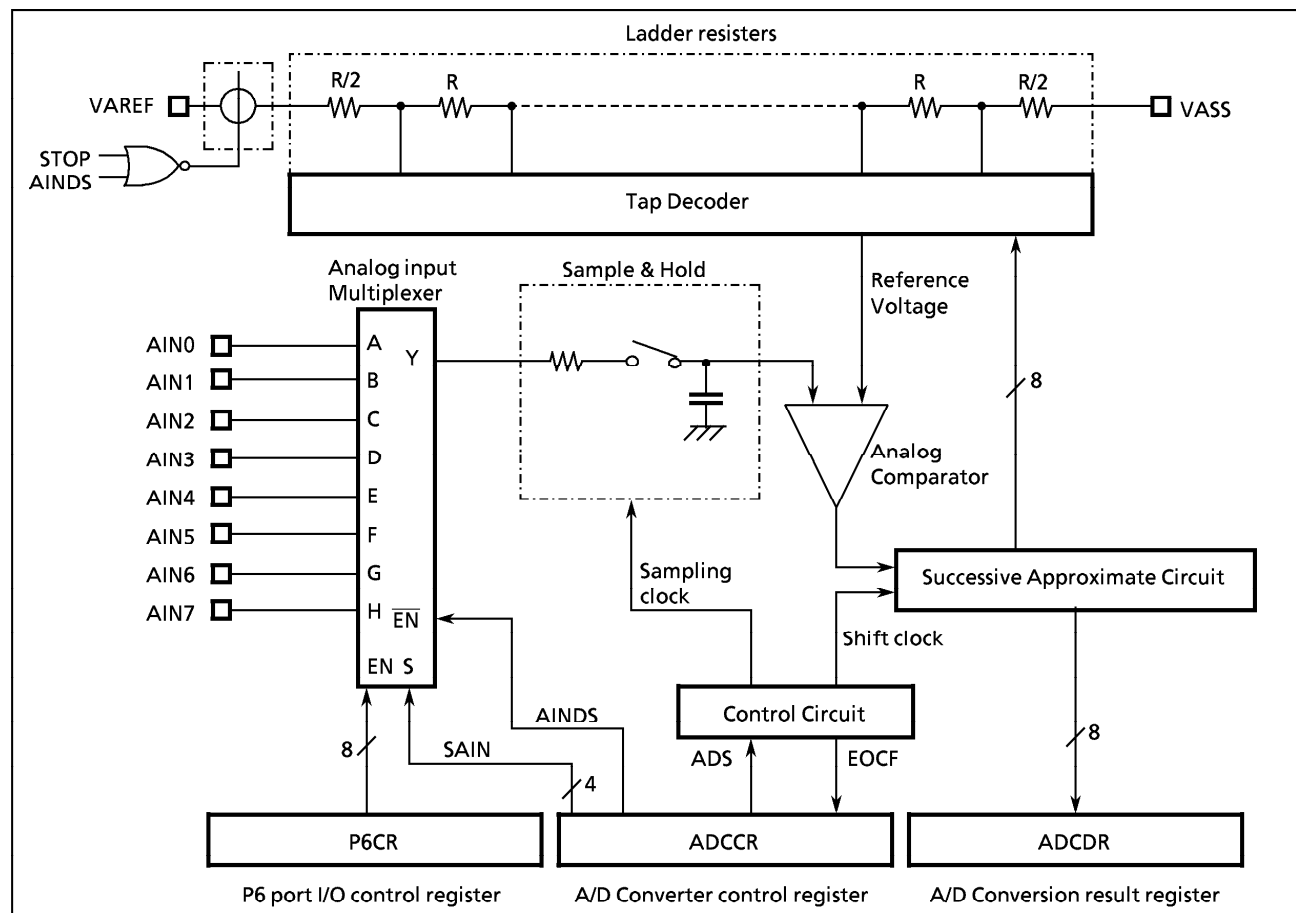 Ladder resisters
R/2
R
R
R/2
VAREF
VASS
STOP
AINDS
Tap Decoder
Analog input
Multiplexer
Sample & Hold
Reference
Voltage
AIN0
A
Y
AIN1
B
8
AIN2
C
AIN3
D
Analog
Comparator
AIN4
E
AIN5
F
AIN6
G
Sampling
clock
Successive Approximate Circuit
AIN7
H
EN
Shift clock
EN S
Control Circuit
AINDS
8
SAIN
ADS
EOCF
8
4
P6CR
ADCCR
ADCDR
P6 port I/O control register
A/D Converter control register
A/D Conversion result register